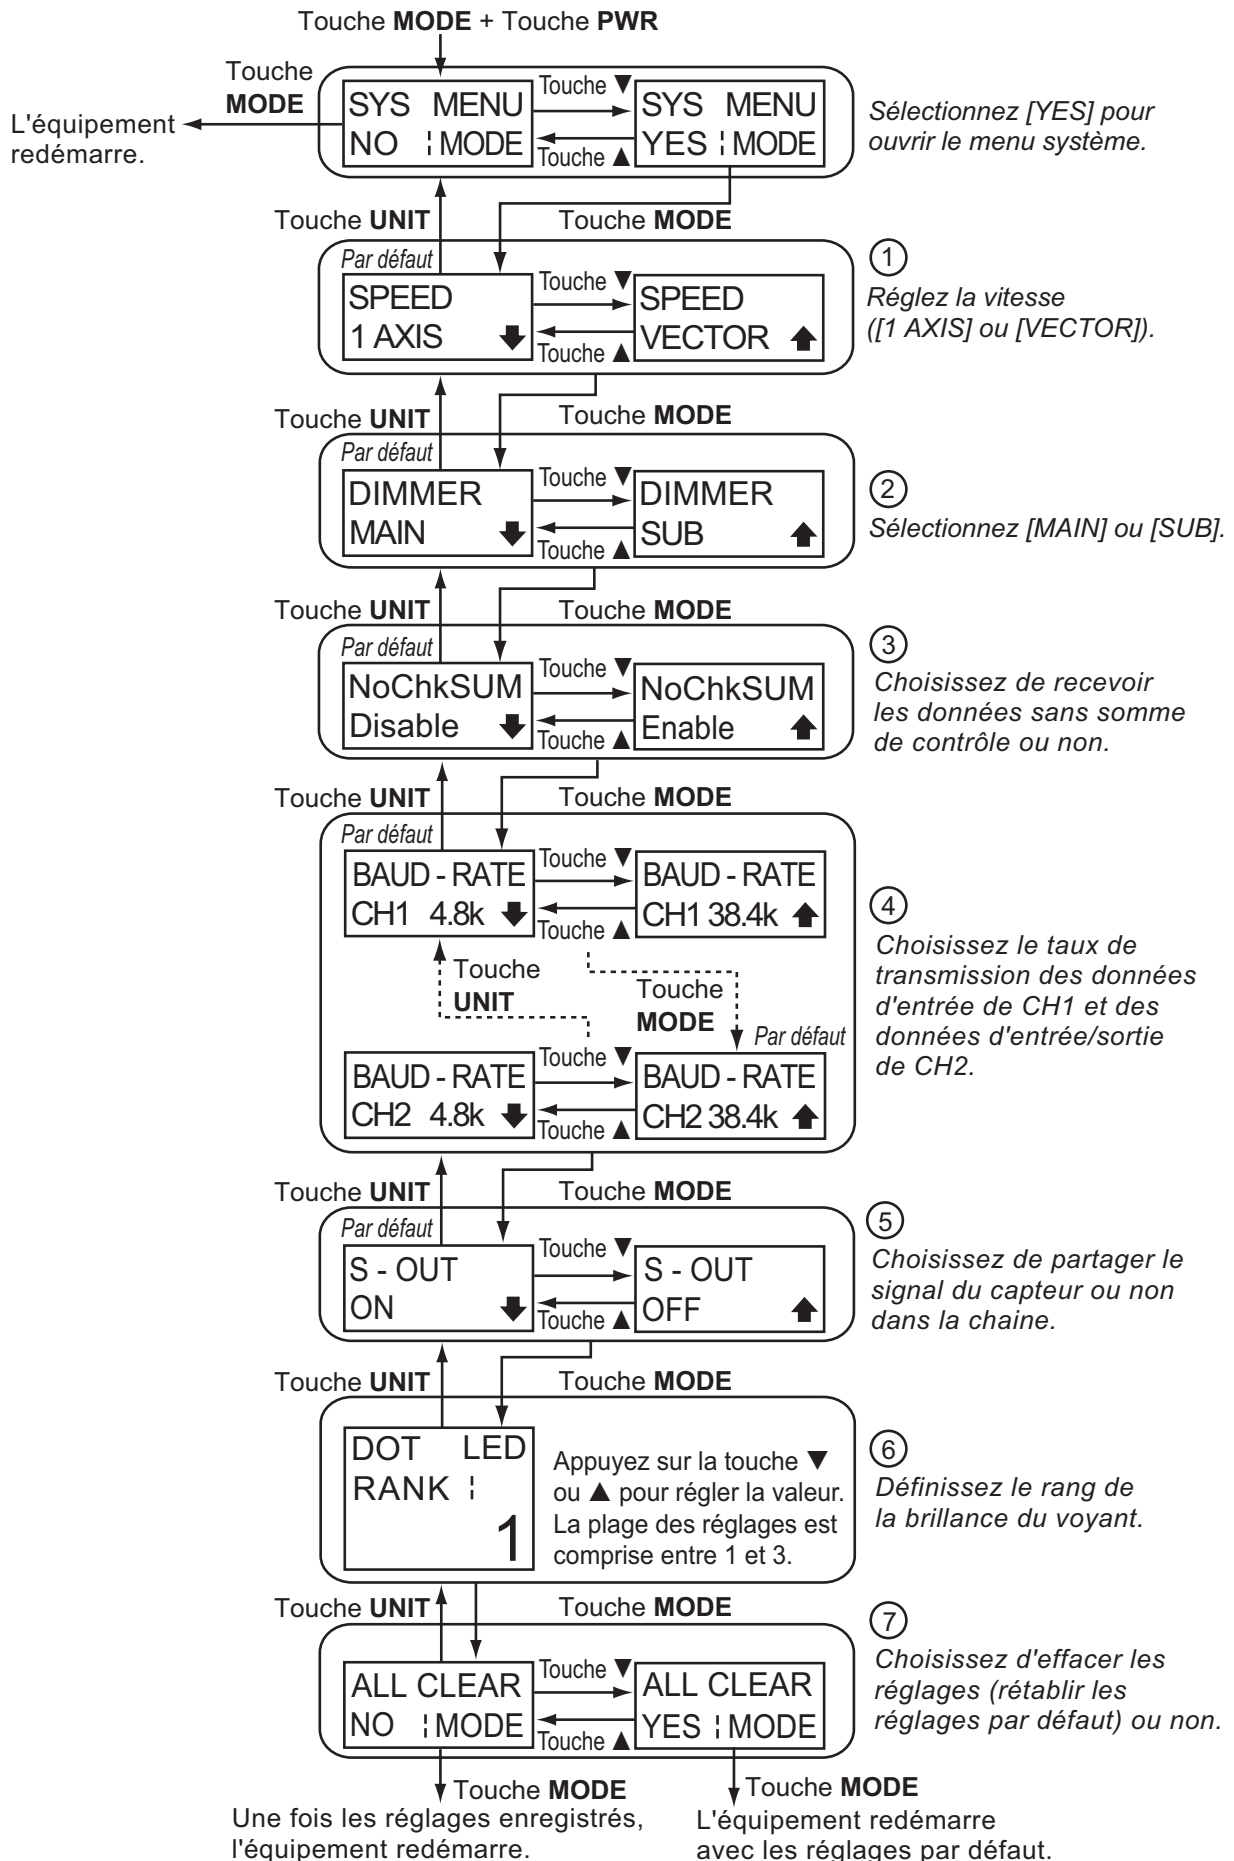 Touche MODE + Touche PWR
Touche
MODE
L'équipement
redémarre.
SYS MENU
NO ¦MODE
Touche ▼
Touche ▲
SYS MENU
YES ¦MODE
Sélectionnez [YES] pour
ouvrir le menu système.
Touche UNIT
Touche MODE
Par défaut
SPEED
1 AXIS
Touche ▼
Touche ▲
SPEED
VECTOR
1
Réglez la vitesse
([1 AXIS] ou [VECTOR]).
Touche UNIT
Touche MODE
Par défaut
DIMMER
MAIN
Touche ▼
Touche ▲
DIMMER
SUB
2
Sélectionnez [MAIN] ou [SUB].
Touche UNIT
Touche MODE
Par défaut
NoChkSUM
Disable
Touche ▼
Touche ▲
NoChkSUM
Enable
3
Choisissez de recevoir
les données sans somme
de contrôle ou non.
Touche UNIT
Touche MODE
Par défaut
BAUD - RATE
CH1 4.8k
Touche ▼
Touche ▲
BAUD - RATE
CH1 38.4k
Touche
UNIT
Touche
MODE
Par défaut
BAUD - RATE
CH2 4.8k
Touche ▼
Touche ▲
BAUD - RATE
CH2 38.4k
4
Choisissez le taux de
transmission des données
d'entrée de CH1 et des
données d'entrée/sortie
de CH2.
Touche UNIT
Touche MODE
Par défaut
S - OUT
ON
Touche ▼
Touche ▲
S - OUT
OFF
5
Choisissez de partager le
signal du capteur ou non
dans la chaine.
Touche UNIT
Touche MODE
DOT LED
RANK ¦
1
Appuyez sur la touche ▼
ou ▲ pour régler la valeur.
La plage des réglages est
comprise entre 1 et 3.
6
Définissez le rang de
la brillance du voyant.
Touche UNIT
Touche MODE
ALL CLEAR
NO ¦MODE
Touche ▼
Touche ▲
ALL CLEAR
YES ¦MODE
7
Choisissez d'effacer les
réglages (rétablir les
réglages par défaut) ou non.
Touche MODE
Une fois les réglages enregistrés,
l'équipement redémarre.
Touche MODE
L'équipement redémarre
avec les réglages par défaut.